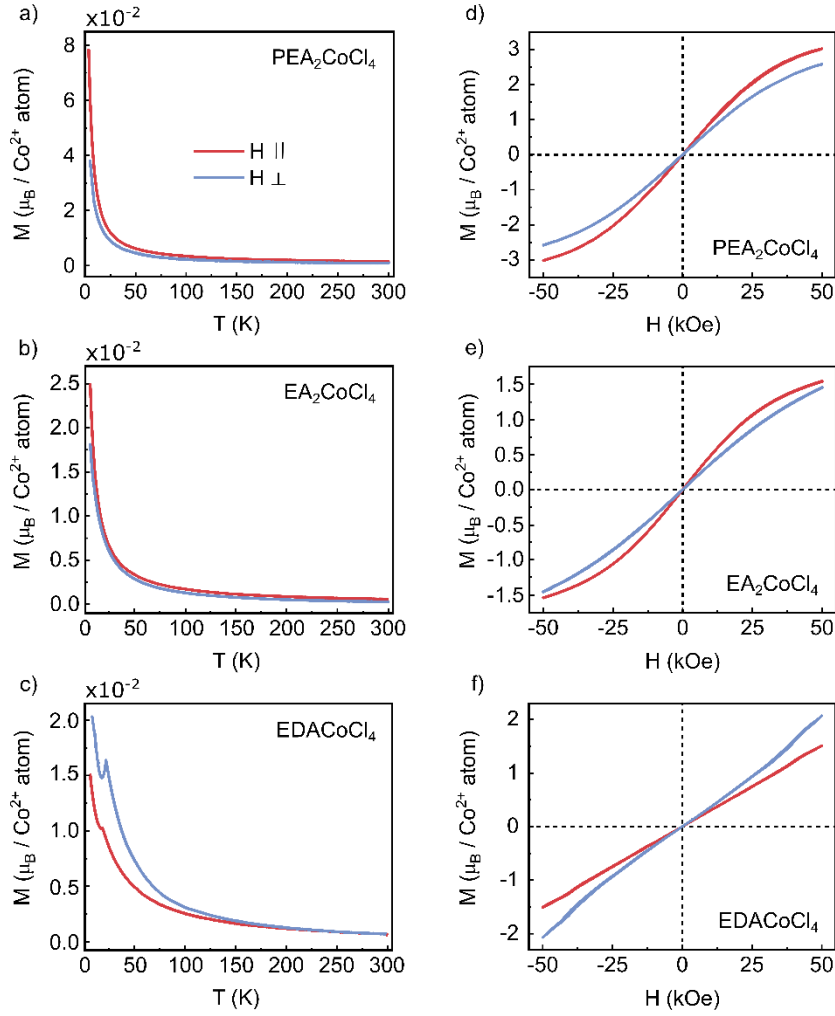 a)
x10⁻²
PEA₂CoCl₄
H ||
H ⊥
8
6
4
2
0
M (μ_B / Co²⁺ atom)
0 50 100 150 200 250 300
T (K)
d)
3
2
1
0
-1
-2
-3
M (μ_B / Co²⁺ atom)
PEA₂CoCl₄
-50 -25 0 25 50
H (kOe)
b)
x10⁻²
EA₂CoCl₄
2.5
2.0
1.5
1.0
0.5
0.0
M (μ_B / Co²⁺ atom)
0 50 100 150 200 250 300
T (K)
e)
1.5
1.0
0.5
0.0
-0.5
-1.0
-1.5
M (μ_B / Co²⁺ atom)
EA₂CoCl₄
-50 -25 0 25 50
H (kOe)
c)
x10⁻²
EDACoCl₄
2.0
1.5
1.0
0.5
0.0
M (μ_B / Co²⁺ atom)
0 50 100 150 200 250 300
T (K)
f)
2
1
0
-1
-2
M (μ_B / Co²⁺ atom)
EDACoCl₄
-50 -25 0 25 50
H (kOe)